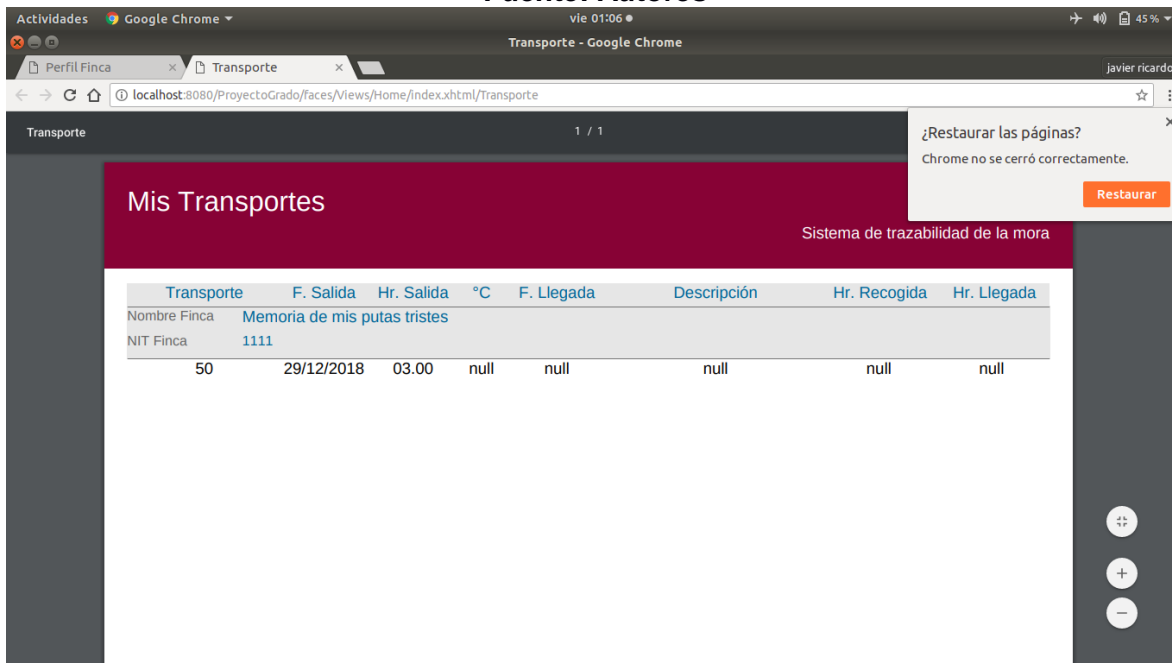 Actividades Google Chrome vie 01:06 45 %
Transporte - Google Chrome
Perfil Finca Transporte javier ricardo
localhost:8080/ProyectoGrado/faces/Views/Home/index.xhtml/Transporte
Transporte 1 / 1
¿Restaurar las páginas?
Chrome no se cerró correctamente.
Restaurar
Mis Transportes
Sistema de trazabilidad de la mora
Transporte F. Salida Hr. Salida °C F. Llegada Descripción Hr. Recogida Hr. Llegada
Nombre Finca Memoria de mis putas tristes
NIT Finca 1111
50 29/12/2018 03.00 null null null null null